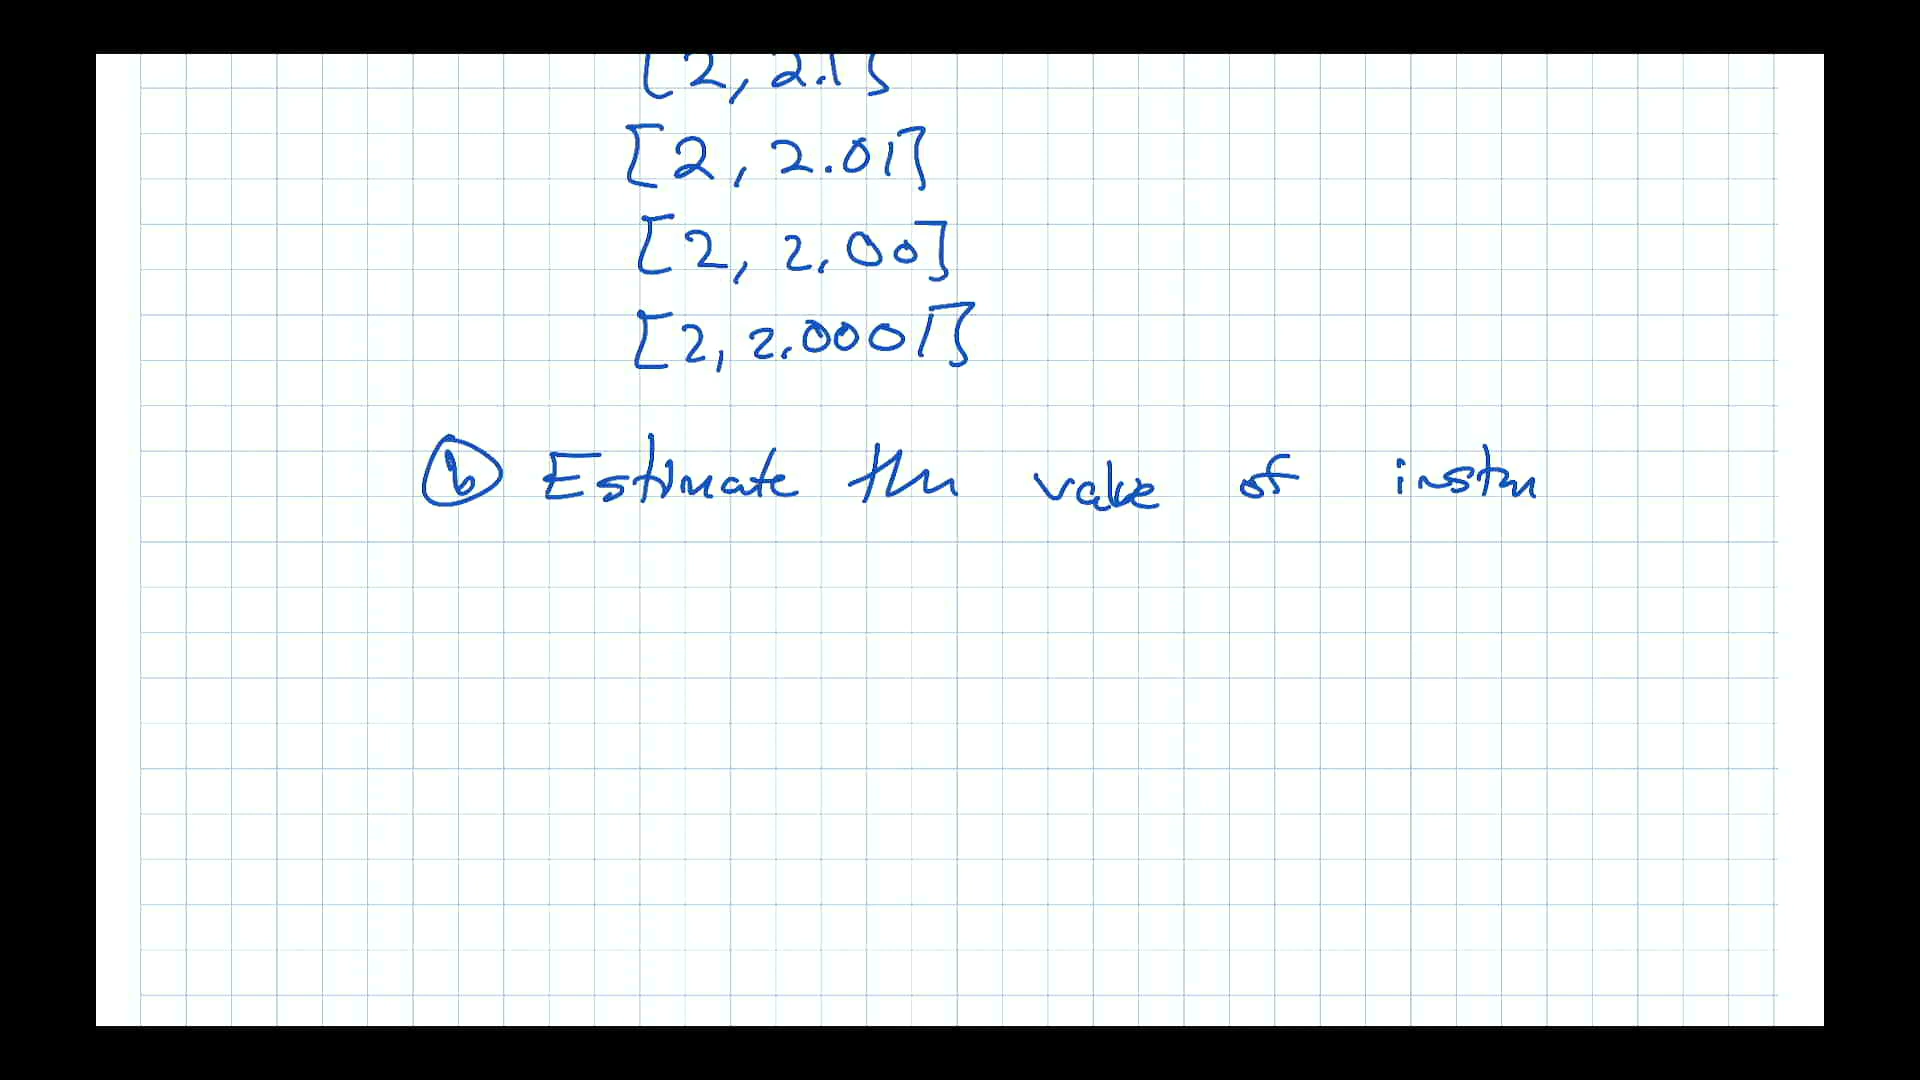 [2, 2.1]
[2, 2.01]
[2, 2.00]
[2, 2.0001]
(b) Estimate the value of instan